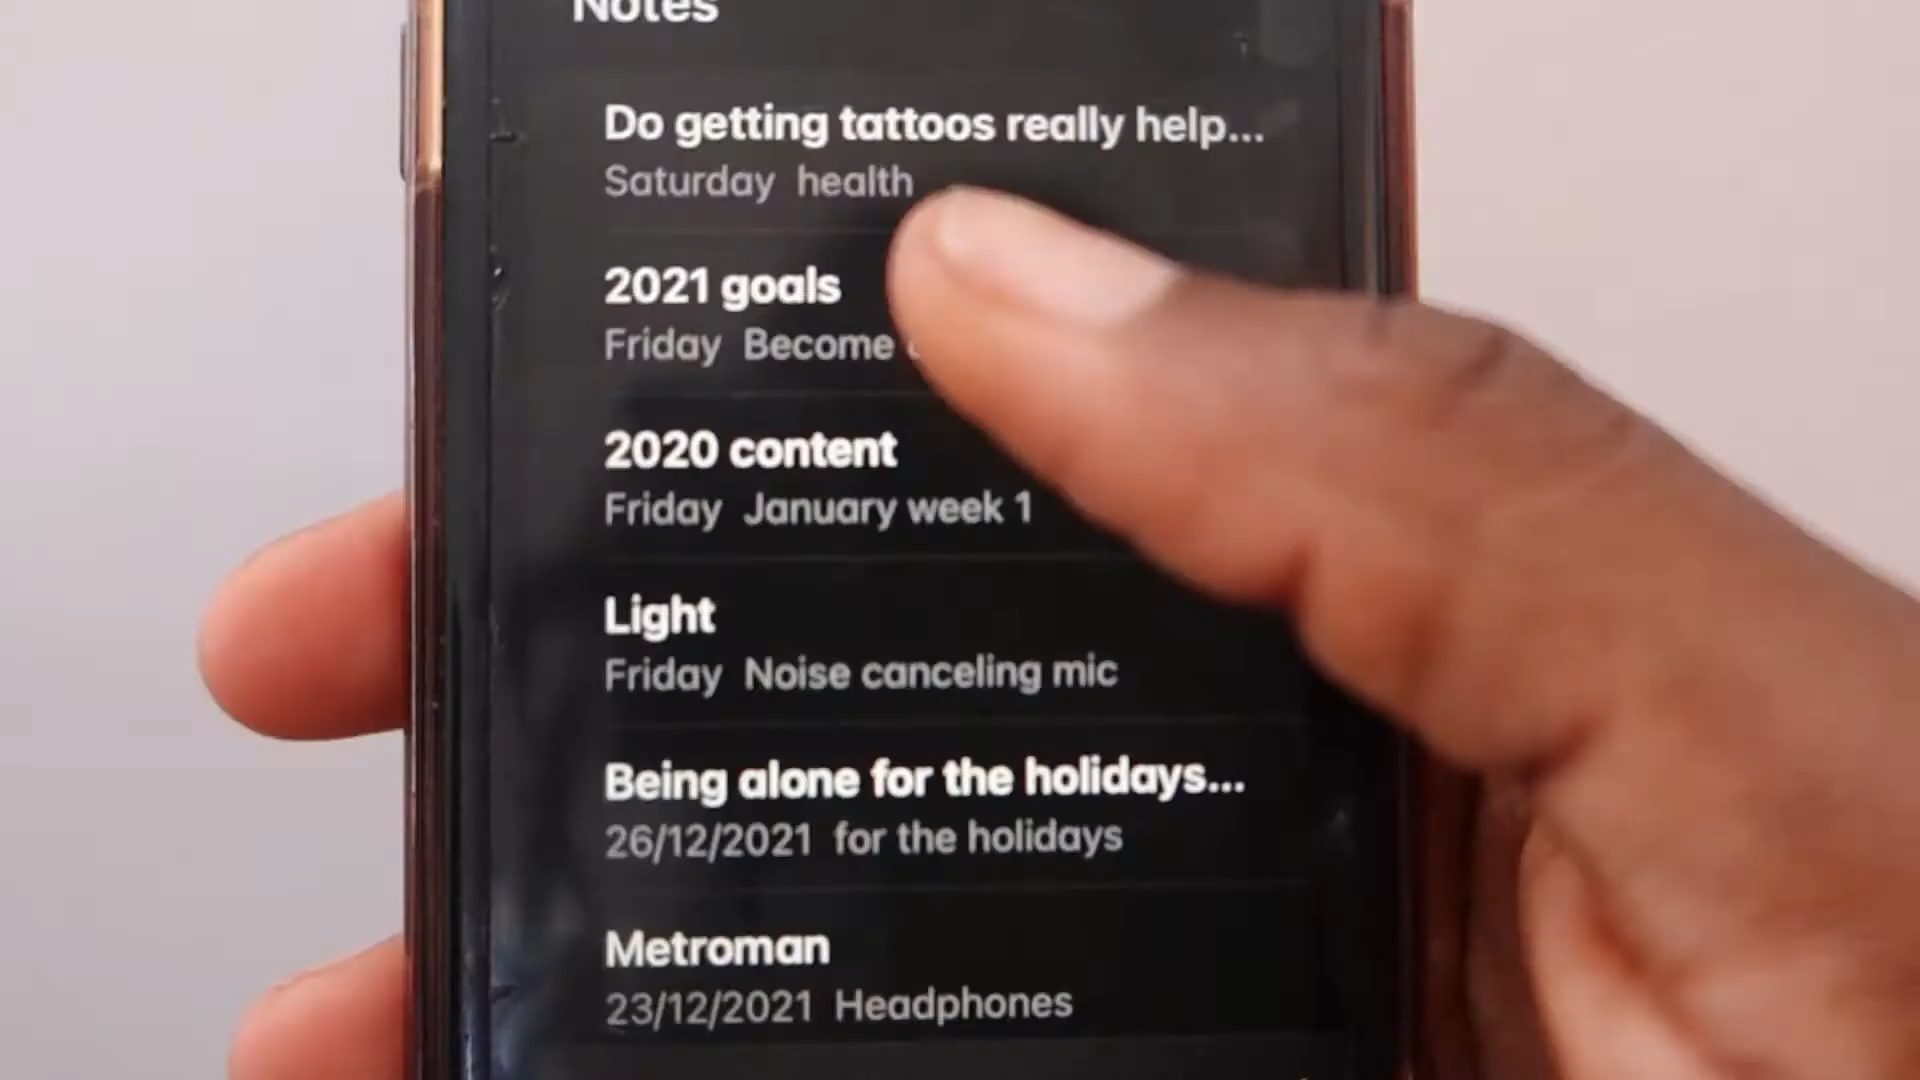 Notes
Do getting tattoos really help...
Saturday health
2021 goals
Friday Become
2020 content
Friday January week 1
Light
Friday Noise canceling mic
Being alone for the holidays...
26/12/2021 for the holidays
Metroman
23/12/2021 Headphones